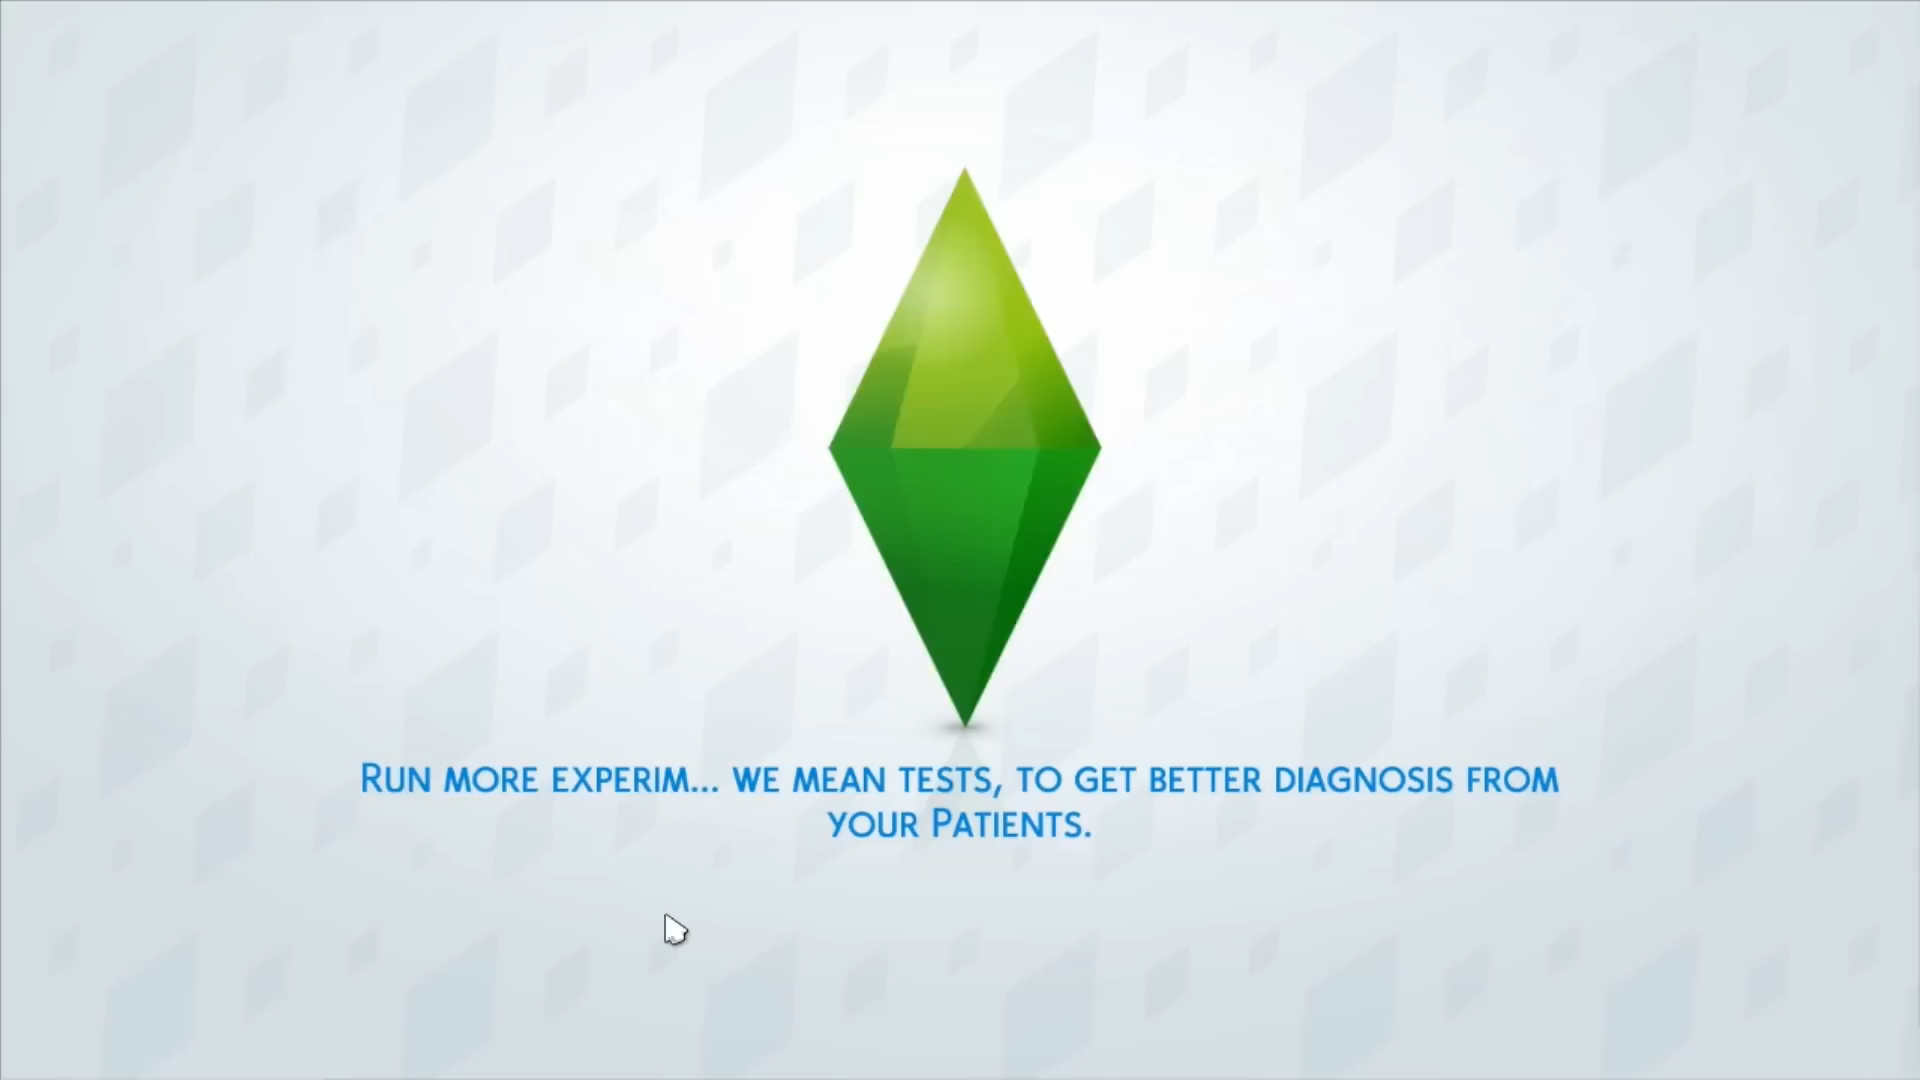 Run more experim... we mean tests, to get better diagnosis from
your Patients.